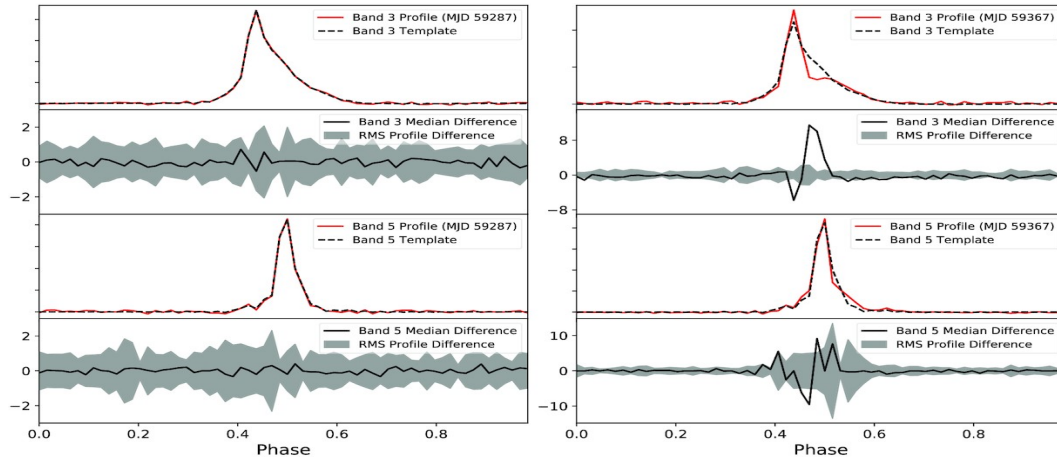 Band 3 Profile (MJD 59287)
Band 3 Template
2
0
−2
Band 3 Median Difference
RMS Profile Difference
Band 5 Profile (MJD 59287)
Band 5 Template
2
0
−2
Band 5 Median Difference
RMS Profile Difference
0.0 0.2 0.4 0.6 0.8
Phase
Band 3 Profile (MJD 59367)
Band 3 Template
8
0
−8
Band 3 Median Difference
RMS Profile Difference
Band 5 Profile (MJD 59367)
Band 5 Template
10
0
−10
Band 5 Median Difference
RMS Profile Difference
0.0 0.2 0.4 0.6 0.8
Phase